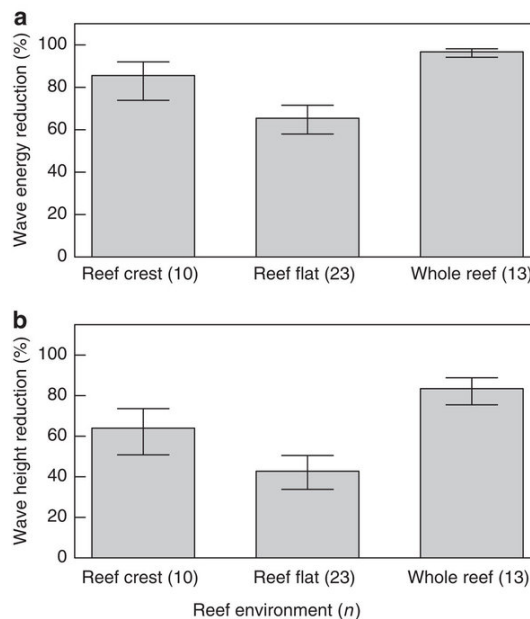 a
Wave energy reduction (%)
100
80
60
40
20
0
Reef crest (10) Reef flat (23) Whole reef (13)
b
Wave height reduction (%)
100
80
60
40
20
0
Reef crest (10) Reef flat (23) Whole reef (13)
Reef environment (n)